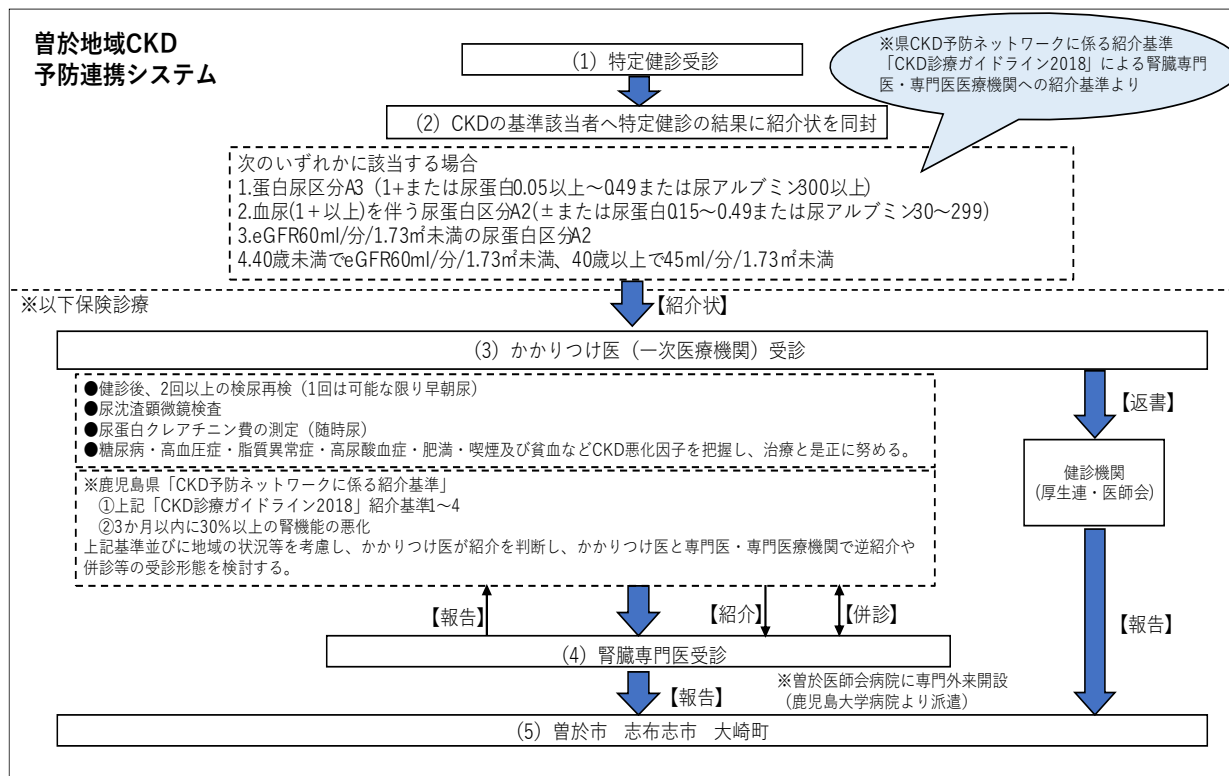 曽於地域CKD
予防連携システム
(1) 特定健診受診
※県CKD予防ネットワークに係る紹介基準
「CKD診療ガイドライン2018」による腎臓専門
医・専門医医療機関への紹介基準より
(2) CKDの基準該当者へ特定健診の結果に紹介状を同封
次のいずれかに該当する場合
1.蛋白尿区分A3（1+または尿蛋白0.05以上～0.49または尿アルブミン300以上）
2.血尿(1＋以上)を伴う尿蛋白区分A2(±または尿蛋白0.15～0.49または尿アルブミン30～299)
3.eGFR60ml/分/1.73㎡未満の尿蛋白区分A2
4.40歳未満でeGFR60ml/分/1.73㎡未満、40歳以上で45ml/分/1.73㎡未満
※以下保険診療
【紹介状】
(3) かかりつけ医（一次医療機関）受診
●健診後、2回以上の検尿再検（1回は可能な限り早朝尿）
●尿沈渣顕微鏡検査
●尿蛋白クレアチニン費の測定（随時尿）
●糖尿病・高血圧症・脂質異常症・高尿酸血症・肥満・喫煙及び貧血などCKD悪化因子を把握し、治療と是正に努める。
【返書】
健診機関
(厚生連・医師会)
※鹿児島県「CKD予防ネットワークに係る紹介基準」
①上記「CKD診療ガイドライン2018」紹介基準1～4
②3か月以内に30%以上の腎機能の悪化
上記基準並びに地域の状況等を考慮し、かかりつけ医が紹介を判断し、かかりつけ医と専門医・専門医療機関で逆紹介や
併診等の受診形態を検討する。
【報告】
【紹介】
【併診】
【報告】
(4) 腎臓専門医受診
【報告】
※曽於医師会病院に専門外来開設
（鹿児島大学病院より派遣）
(5) 曽於市　志布志市　大崎町